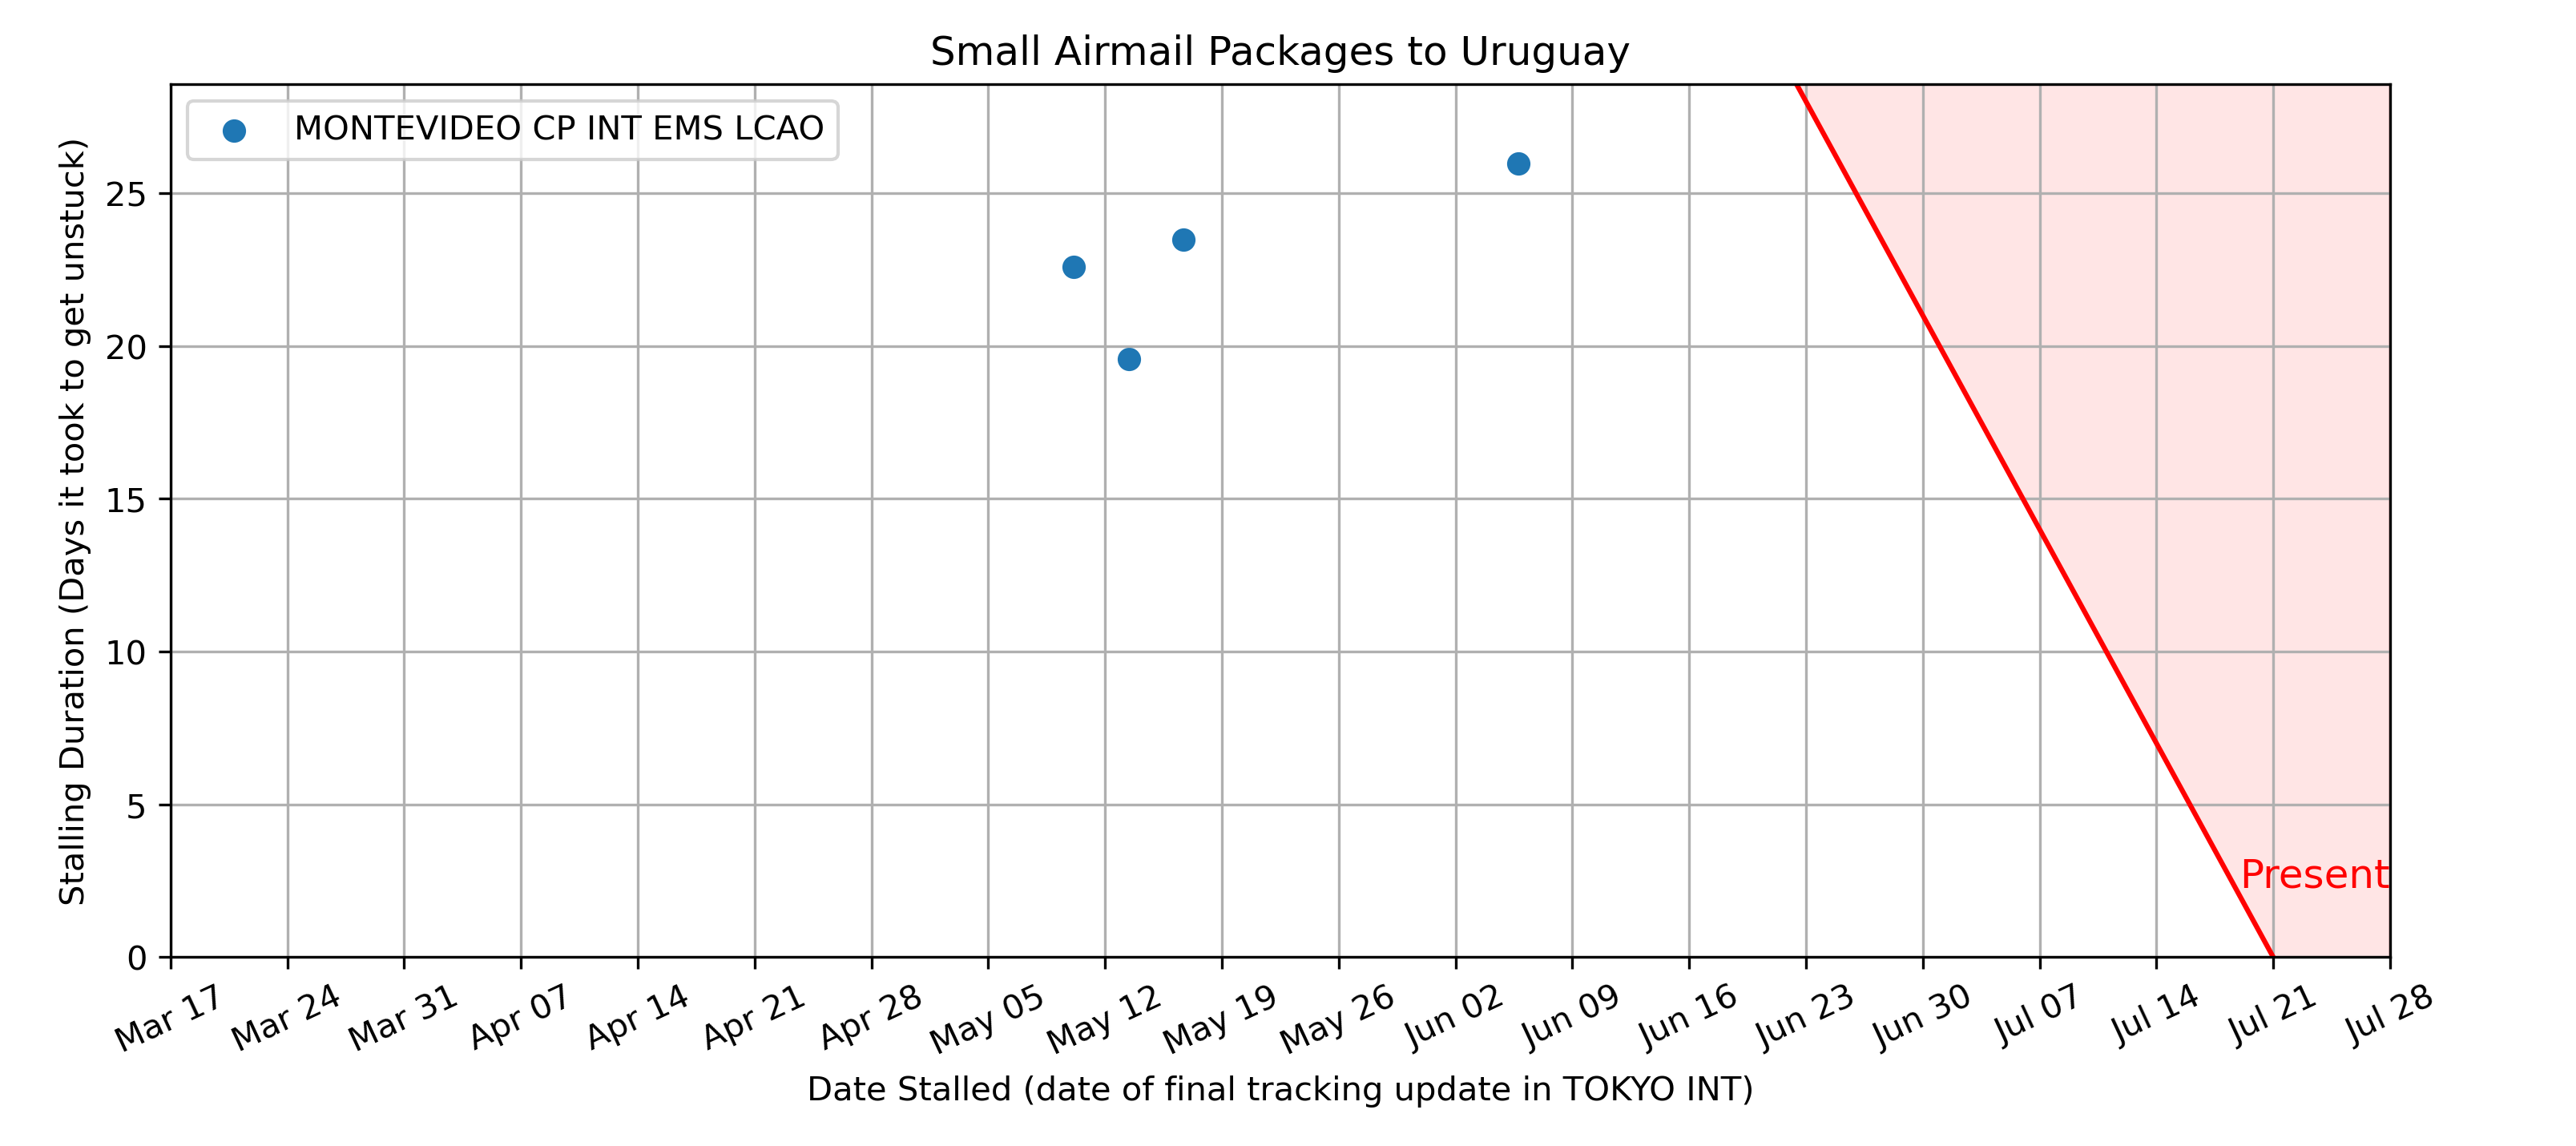 Small Airmail Packages to Uruguay
MONTEVIDEO CP INT EMS LCAO
Stalling Duration (Days it took to get unstuck)
25
20
15
10
5
0
Present
Mar 17
Mar 24
Mar 31
Apr 07
Apr 14
Apr 21
Apr 28
May 05
May 12
May 19
May 26
Jun 02
Jun 09
Jun 16
Jun 23
Jun 30
Jul 07
Jul 14
Jul 21
Jul 28
Date Stalled (date of final tracking update in TOKYO INT)